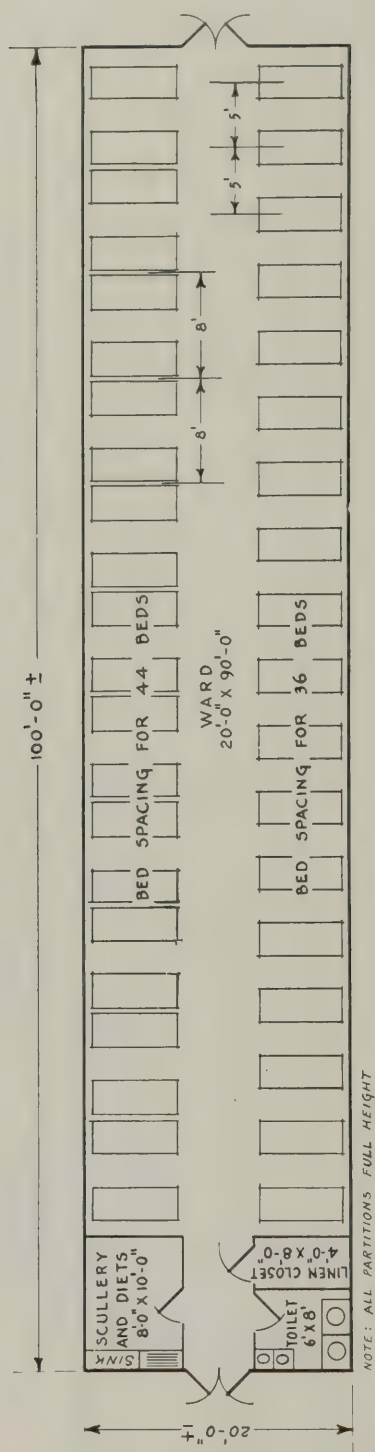 100'-0" ±
5'
5'
8'
8'
BED SPACING FOR 44 BEDS
WARD
20'-0" X 90'-0"
BED SPACING FOR 36 BEDS
SCULLERY
AND DIETS
8'-0" X 10'-0"
SINK
LINEN CLOSET
4'-0" X 8'-0"
TOILET
6' X 8'
20'-0" ±
NOTE: ALL PARTITIONS FULL HEIGHT